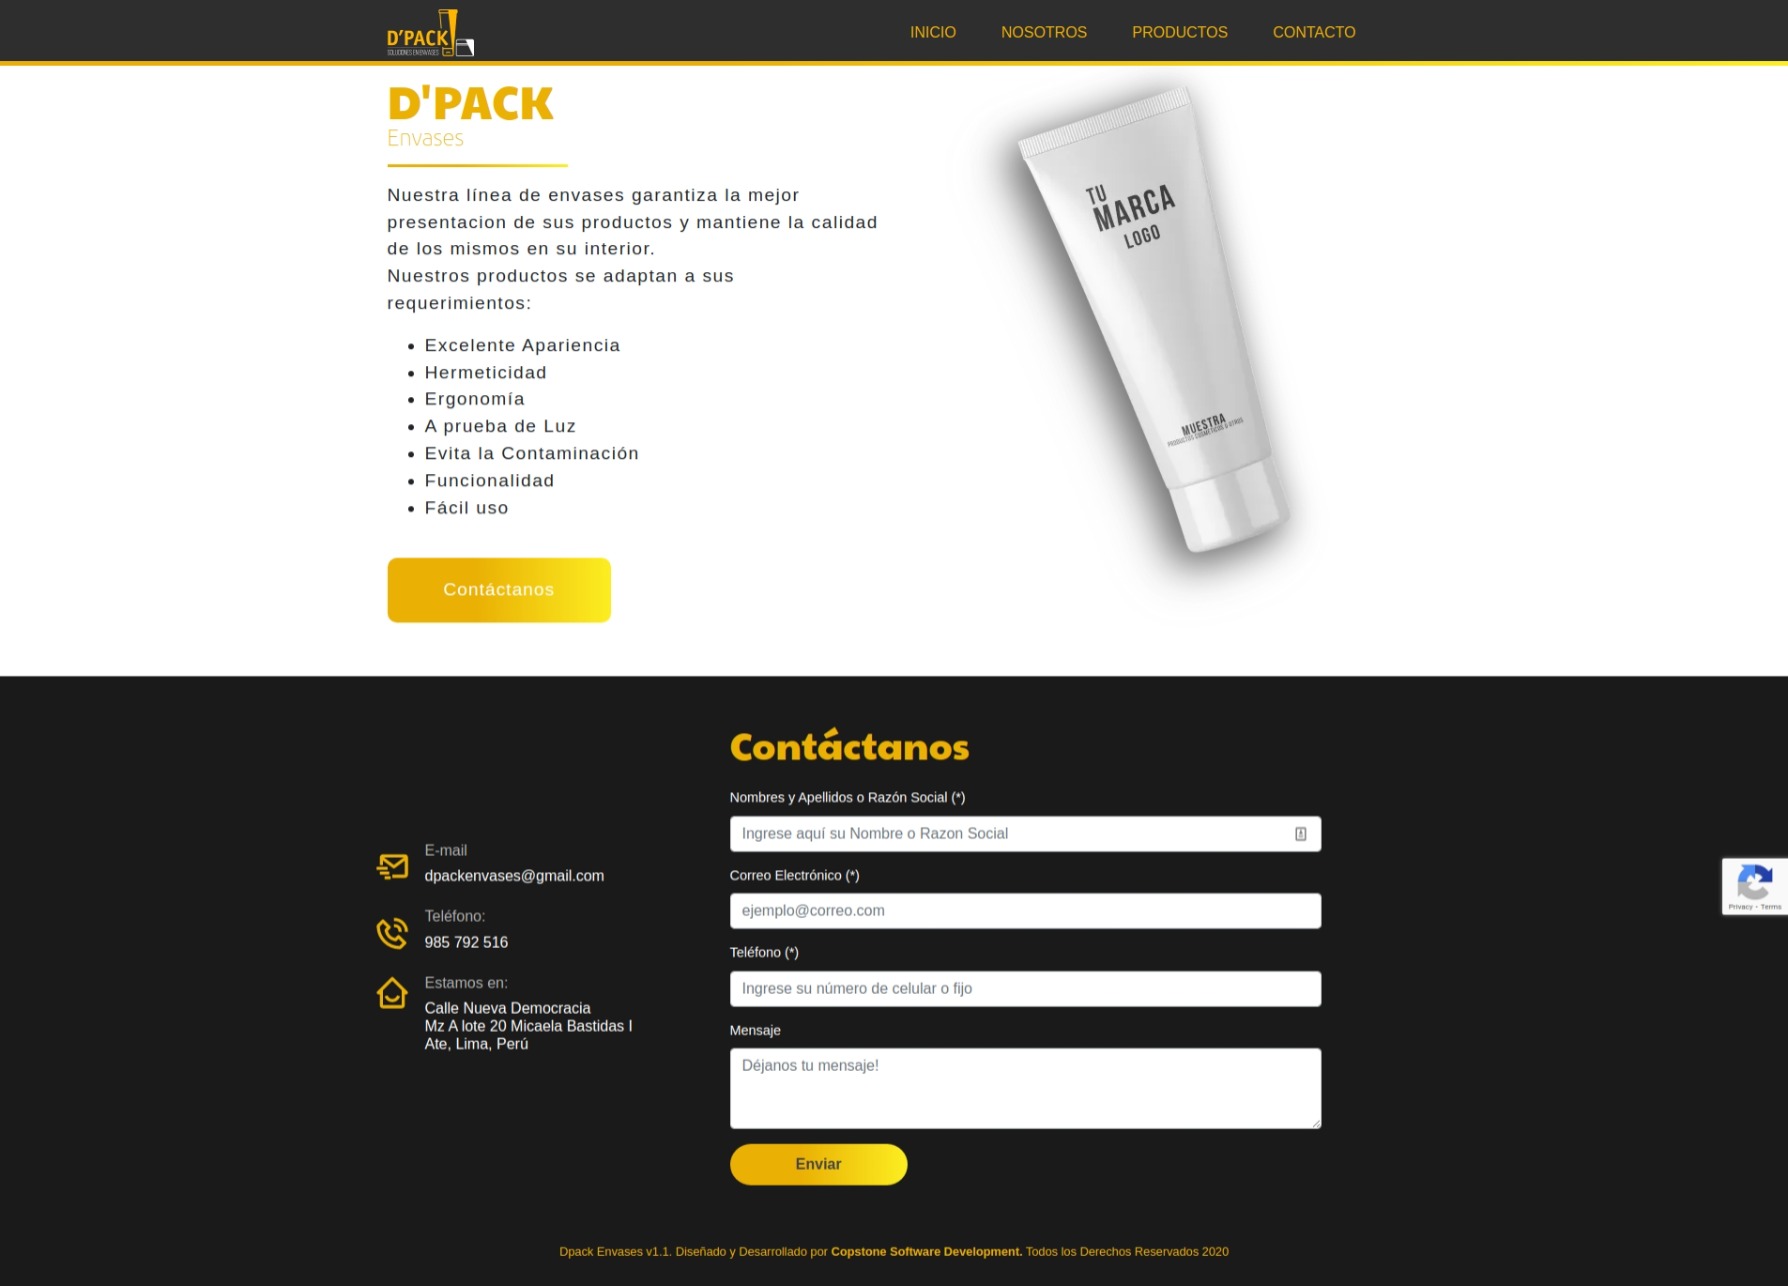 D'PACK
SOLUCIONES EN ENVASES
INICIO
NOSOTROS
PRODUCTOS
CONTACTO
D'PACK
Envases
Nuestra línea de envases garantiza la mejor
presentacion de sus productos y mantiene la calidad
de los mismos en su interior.
Nuestros productos se adaptan a sus
requerimientos:
Excelente Apariencia
Hermeticidad
Ergonomía
A prueba de Luz
Evita la Contaminación
Funcionalidad
Fácil uso
Contáctanos
TU
MARCA
LOGO
MUESTRA
PRODUCTOS COSMETICOS U OTROS
E-mail
dpackenvases@gmail.com
Teléfono:
985 792 516
Estamos en:
Calle Nueva Democracia
Mz A lote 20 Micaela Bastidas I
Ate, Lima, Perú
Contáctanos
Nombres y Apellidos o Razón Social (*)
Ingrese aquí su Nombre o Razon Social
Correo Electrónico (*)
ejemplo@correo.com
Teléfono (*)
Ingrese su número de celular o fijo
Mensaje
Déjanos tu mensaje!
Enviar
Privacy - Terms
Dpack Envases v1.1. Diseñado y Desarrollado por Copstone Software Development. Todos los Derechos Reservados 2020